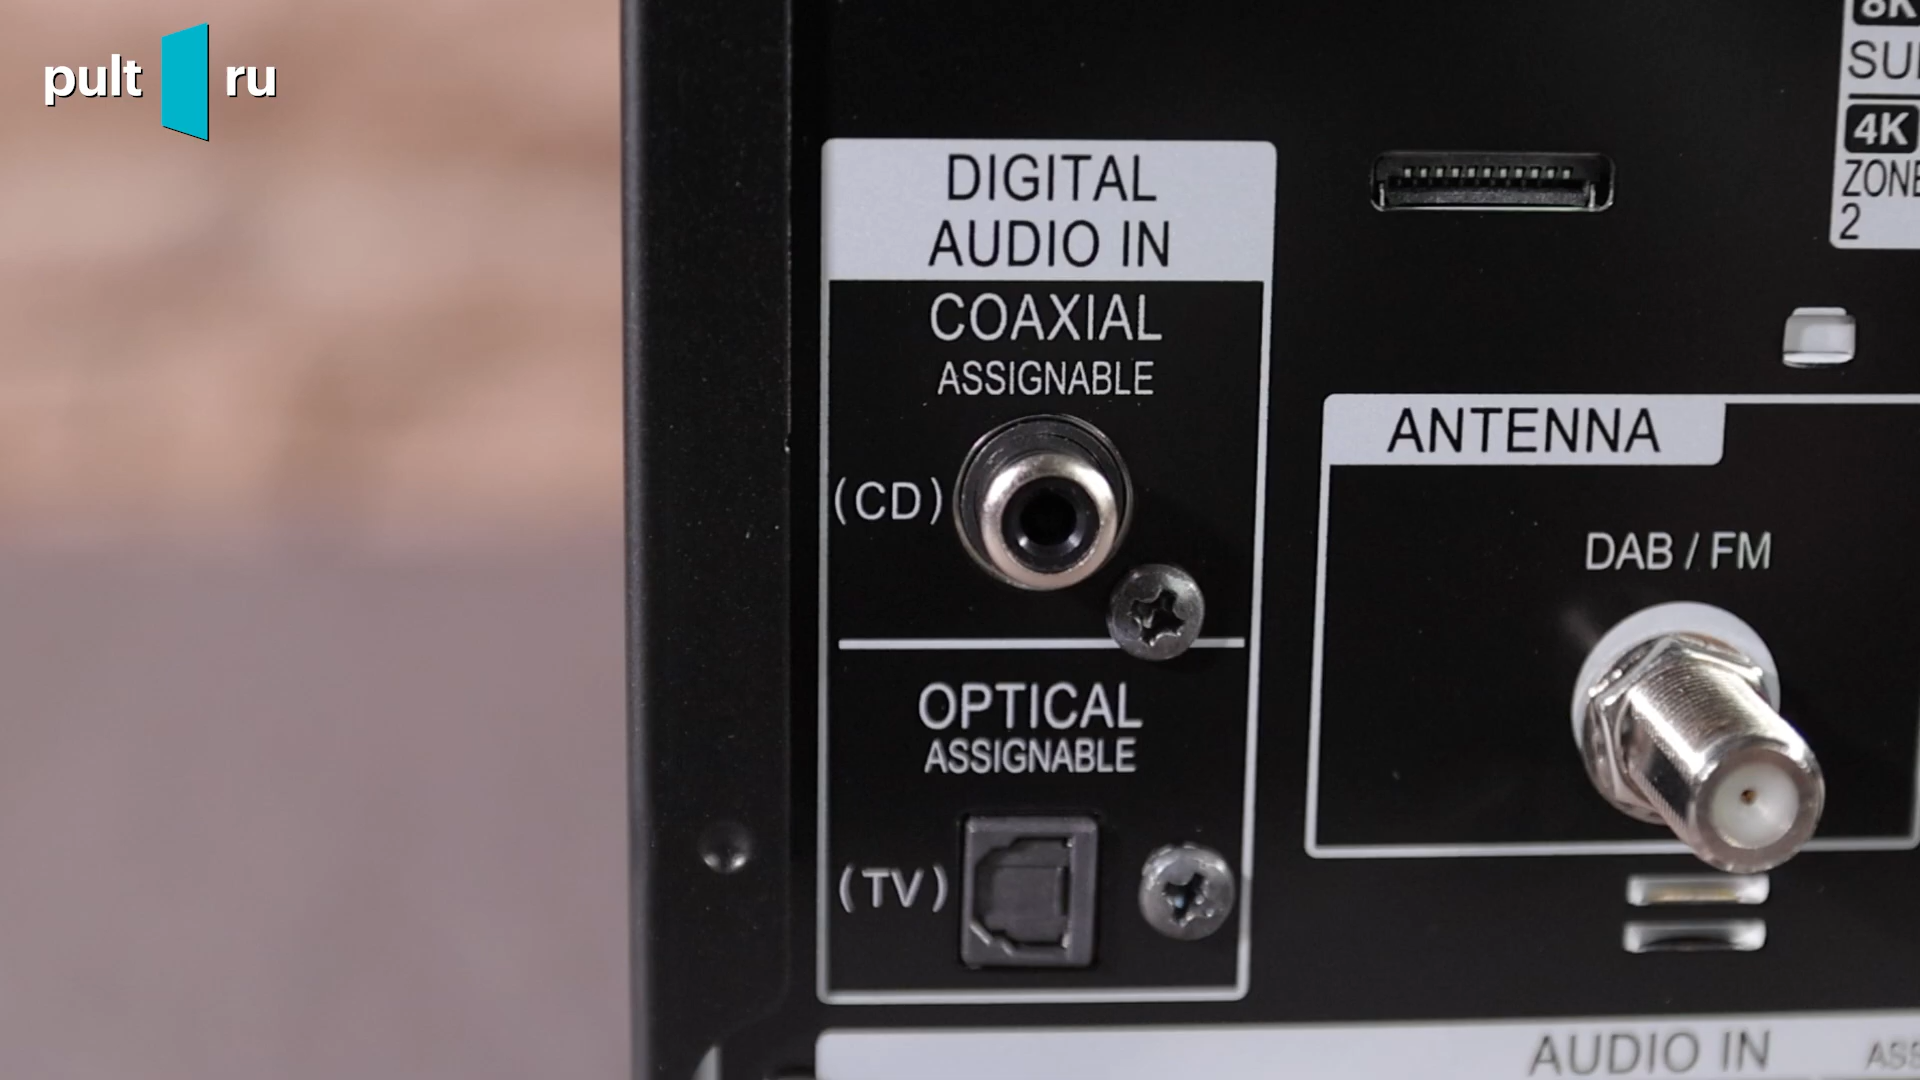 pult ru
8K
4K
ZONE
2
DIGITAL
AUDIO IN
COAXIAL
ASSIGNABLE
(CD)
OPTICAL
ASSIGNABLE
(TV)
ANTENNA
DAB / FM
AUDIO IN